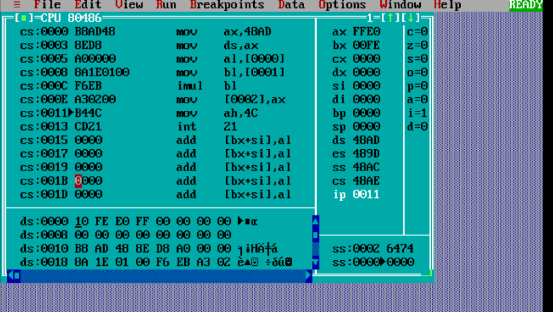 ≡ File Edit View Run Breakpoints Data Options Window Help READY
[■]=CPU 80486 1=[↑][↓]
cs:0000 B8AD48 mov ax,48AD ax FFE0 c=0
cs:0003 8ED8 mov ds,ax bx 00FE z=0
cs:0005 A00000 mov al,[0000] cx 0000 s=0
cs:0008 8A1E0100 mov bl,[0001] dx 0000 o=0
cs:000C F6EB imul bl si 0000 p=0
cs:000E A30200 mov [0002],ax di 0000 a=0
cs:0011►B44C mov ah,4C bp 0000 i=1
cs:0013 CD21 int 21 sp 0000 d=0
cs:0015 0000 add [bx+si],al ds 48AD
cs:0017 0000 add [bx+si],al es 489D
cs:0019 0000 add [bx+si],al ss 48AC
cs:001B 0000 add [bx+si],al cs 48AE
cs:001D 0000 add [bx+si],al ip 0011
ds:0000 10 FE E0 FF 00 00 00 00 ►■α
ds:0008 00 00 00 00 00 00 00 00
ds:0010 B8 AD 48 8E D8 A0 00 00 ╕¡HÄ╪á ss:0002 6474
ds:0018 8A 1E 01 00 F6 EB A3 02 è▲☺ ÷δú☻ ss:0000►0000